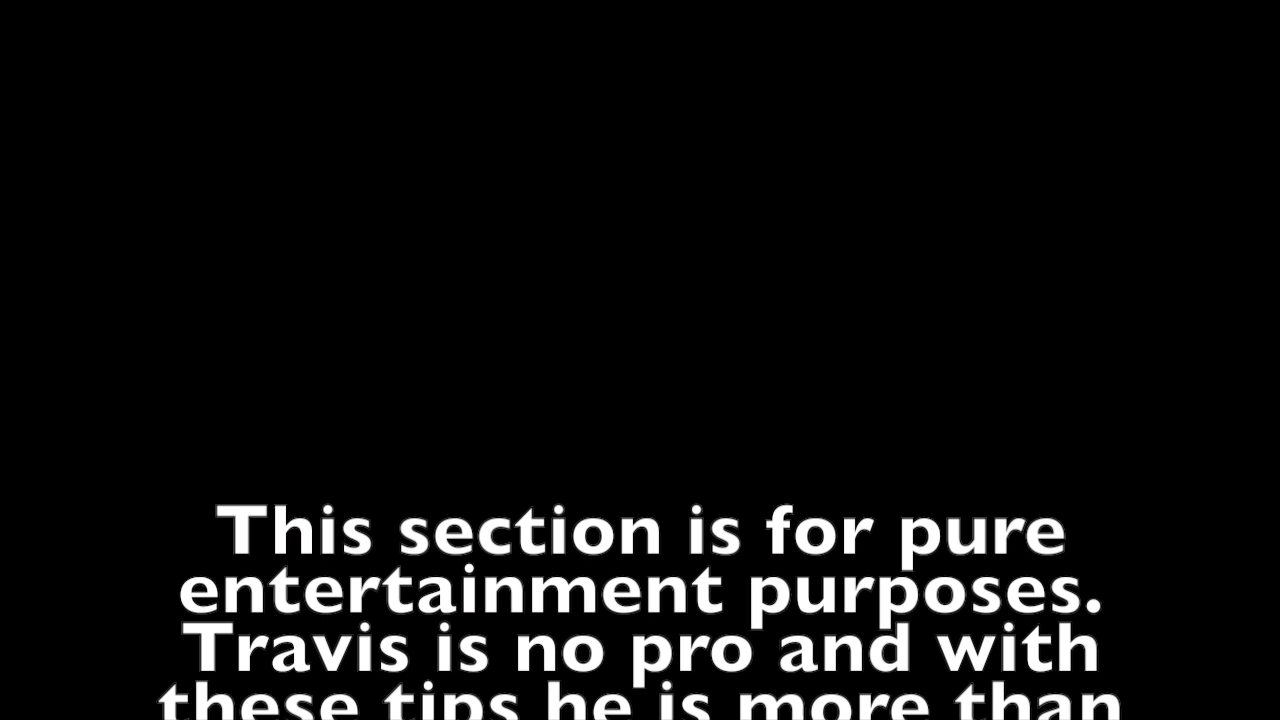 This section is for pure
entertainment purposes.
Travis is no pro and with
these tips he is more than